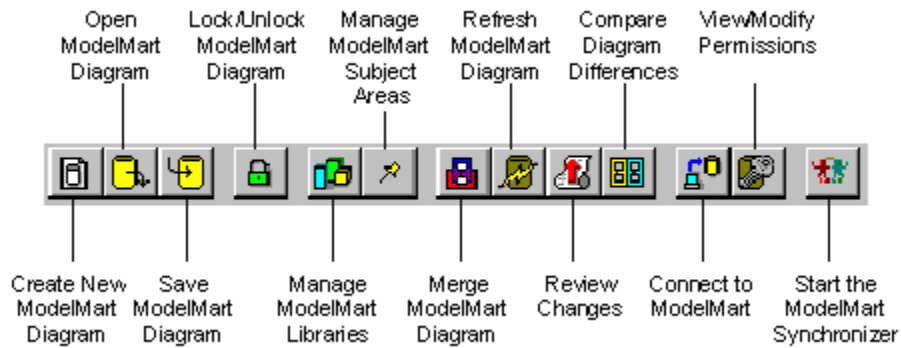 Open
ModelMart
Diagram
Lock/Unlock
ModelMart
Diagram
Manage
ModelMart
Subject
Areas
Refresh
ModelMart
Diagram
Compare
Diagram
Differences
View/Modify
Permissions
Create New
ModelMart
Diagram
Save
ModelMart
Diagram
Manage
ModelMart
Libraries
Merge
ModelMart
Diagram
Review
Changes
Connect to
ModelMart
Start the
ModelMart
Synchronizer